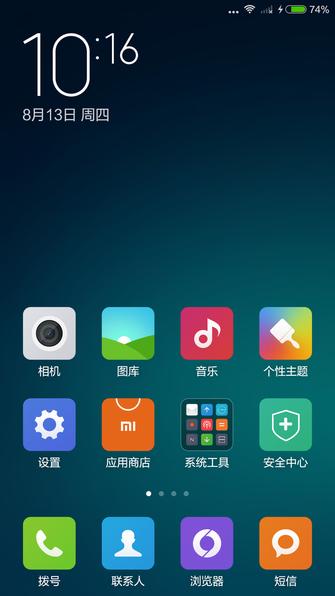 74%
10:16
8月13日 周四
相机
图库
音乐
个性主题
设置
mi
应用商店
系统工具
安全中心
拨号
联系人
浏览器
短信